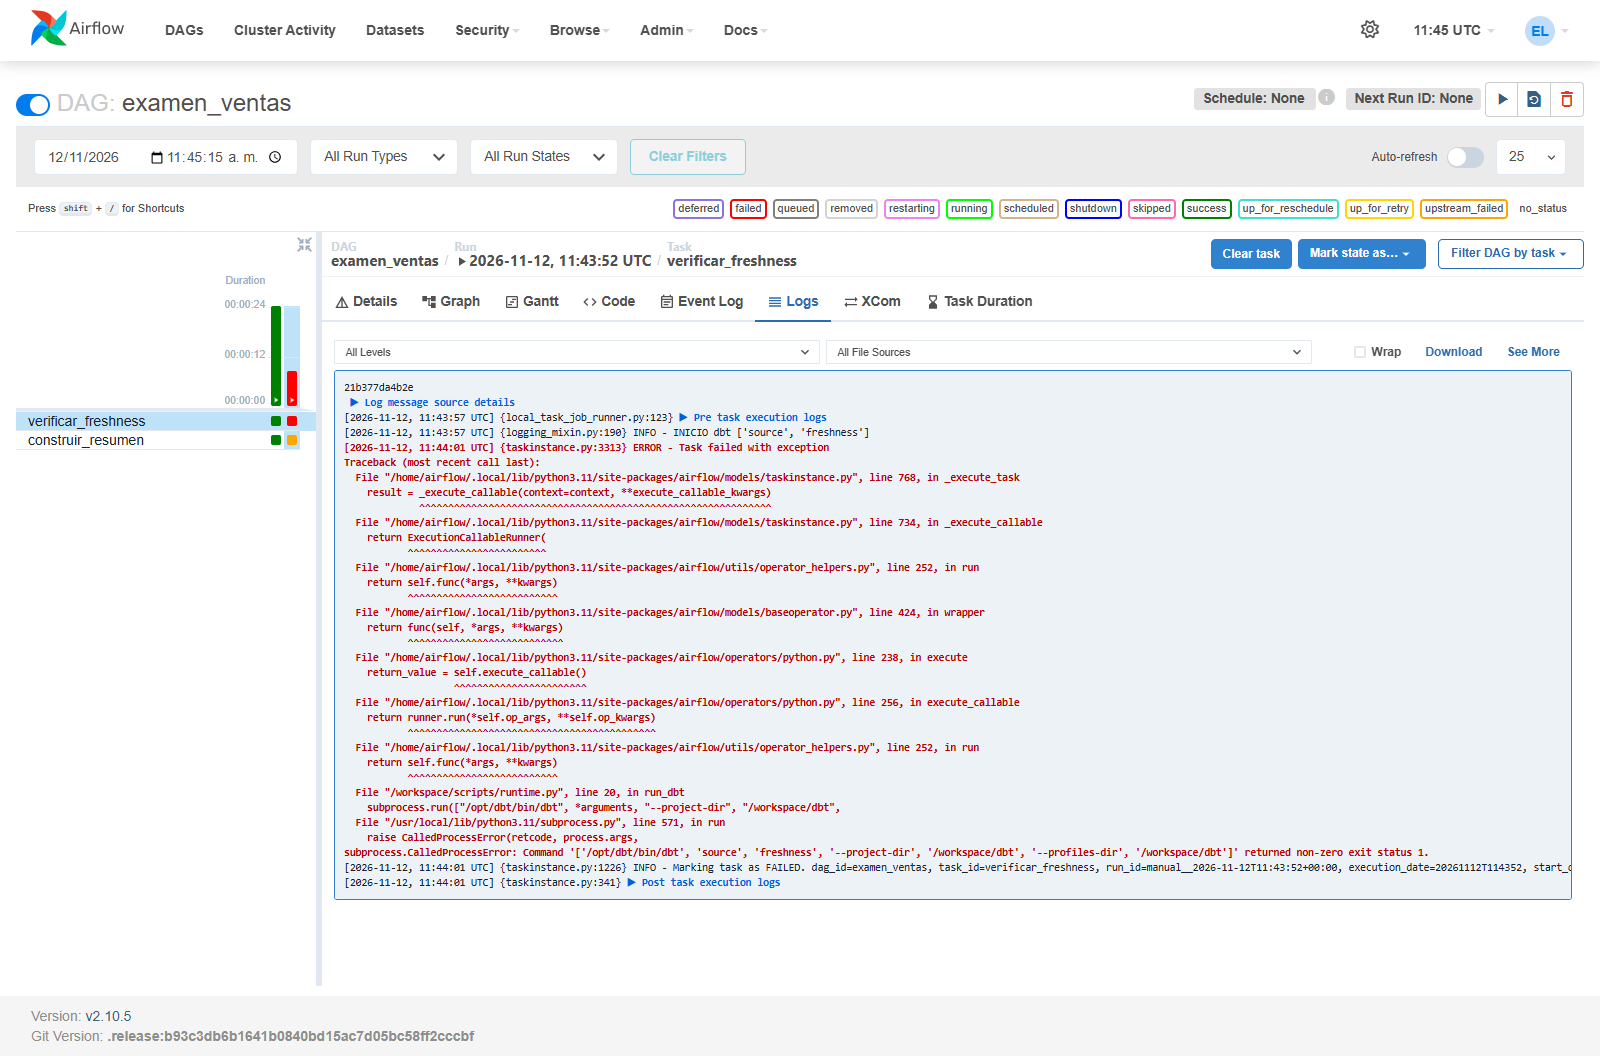 Airflow DAGs Cluster Activity Datasets Security Browse Admin Docs 11:45 UTC EL
DAG: examen_ventas Schedule: None Next Run ID: None
12/11/2026 11:45:15 a. m. All Run Types All Run States Clear Filters Auto-refresh 25
Press shift + / for Shortcuts deferred failed queued removed restarting running scheduled shutdown skipped success up_for_reschedule up_for_retry upstream_failed no_status
Duration
00:00:24
00:00:12
00:00:00
verificar_freshness
construir_resumen
DAG Run Task
examen_ventas / 2026-11-12, 11:43:52 UTC / verificar_freshness
Clear task Mark state as... Filter DAG by task
Details Graph Gantt Code Event Log Logs XCom Task Duration
All Levels All File Sources Wrap Download See More
21b377da4b2e
▶ Log message source details
[2026-11-12, 11:43:57 UTC] {local_task_job_runner.py:123} ▶ Pre task execution logs
[2026-11-12, 11:43:57 UTC] {logging_mixin.py:190} INFO - INICIO dbt ['source', 'freshness']
[2026-11-12, 11:44:01 UTC] {taskinstance.py:3313} ERROR - Task failed with exception
Traceback (most recent call last):
File "/home/airflow/.local/lib/python3.11/site-packages/airflow/models/taskinstance.py", line 768, in _execute_task
result = _execute_callable(context=context, **execute_callable_kwargs)
^^^^^^^^^^^^^^^^^^^^^^^^^^^^^^^^^^^^^^^^^^^^^^^^^^^^^^^^^^^^^
File "/home/airflow/.local/lib/python3.11/site-packages/airflow/models/taskinstance.py", line 734, in _execute_callable
return ExecutionCallableRunner(
^^^^^^^^^^^^^^^^^^^^^^^^
File "/home/airflow/.local/lib/python3.11/site-packages/airflow/utils/operator_helpers.py", line 252, in run
return self.func(*args, **kwargs)
^^^^^^^^^^^^^^^^^^^^^^^^^^
File "/home/airflow/.local/lib/python3.11/site-packages/airflow/models/baseoperator.py", line 424, in wrapper
return func(self, *args, **kwargs)
^^^^^^^^^^^^^^^^^^^^^^^^^^^
File "/home/airflow/.local/lib/python3.11/site-packages/airflow/operators/python.py", line 238, in execute
return_value = self.execute_callable()
^^^^^^^^^^^^^^^^^^^^^^^
File "/home/airflow/.local/lib/python3.11/site-packages/airflow/operators/python.py", line 256, in execute_callable
return runner.run(*self.op_args, **self.op_kwargs)
^^^^^^^^^^^^^^^^^^^^^^^^^^^^^^^^^^^^^^^^^^^
File "/home/airflow/.local/lib/python3.11/site-packages/airflow/utils/operator_helpers.py", line 252, in run
return self.func(*args, **kwargs)
^^^^^^^^^^^^^^^^^^^^^^^^^^
File "/workspace/scripts/runtime.py", line 20, in run_dbt
subprocess.run(["/opt/dbt/bin/dbt", *arguments, "--project-dir", "/workspace/dbt",
File "/usr/local/lib/python3.11/subprocess.py", line 571, in run
raise CalledProcessError(retcode, process.args,
subprocess.CalledProcessError: Command '['/opt/dbt/bin/dbt', 'source', 'freshness', '--project-dir', '/workspace/dbt', '--profiles-dir', '/workspace/dbt']' returned non-zero exit status 1.
[2026-11-12, 11:44:01 UTC] {taskinstance.py:1226} INFO - Marking task as FAILED. dag_id=examen_ventas, task_id=verificar_freshness, run_id=manual__2026-11-12T11:43:52+00:00, execution_date=20261112T114352, start_
[2026-11-12, 11:44:01 UTC] {taskinstance.py:341} ▶ Post task execution logs
Version: v2.10.5
Git Version: .release:b93c3db6b1641b0840bd15ac7d05bc58ff2cccbf